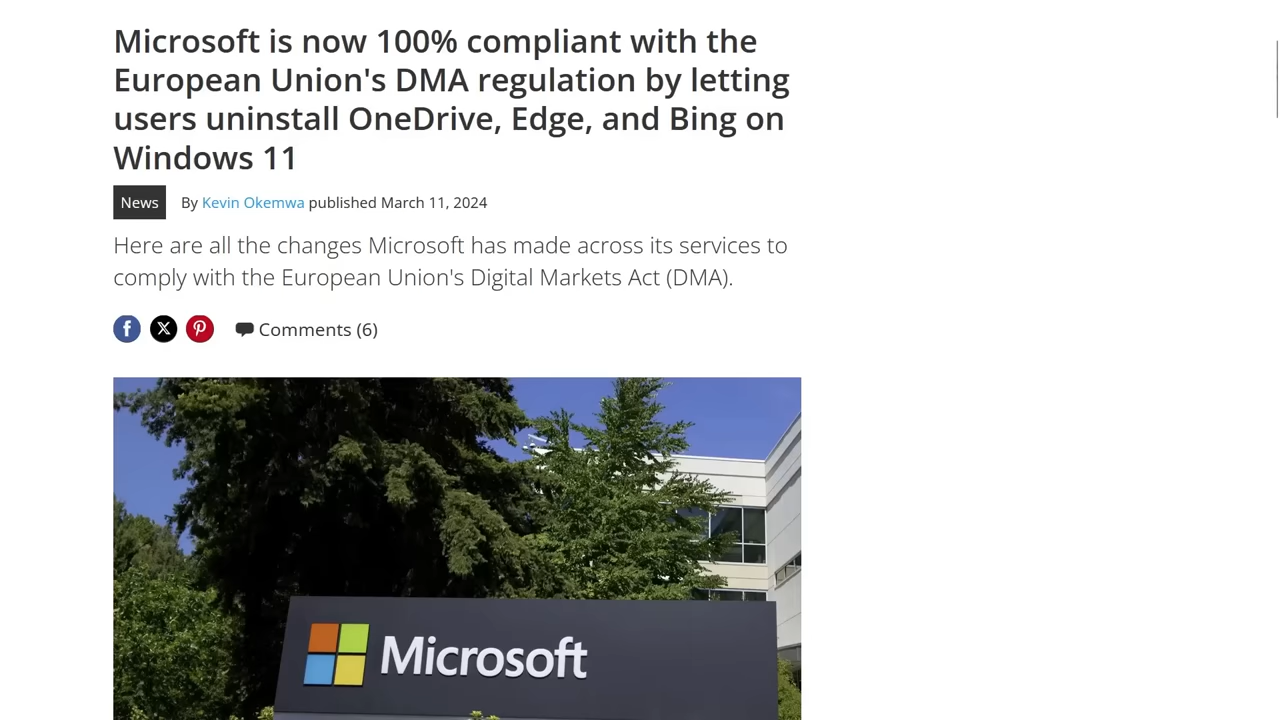 Microsoft is now 100% compliant with the
European Union's DMA regulation by letting
users uninstall OneDrive, Edge, and Bing on
Windows 11
News By Kevin Okemwa published March 11, 2024
Here are all the changes Microsoft has made across its services to
comply with the European Union's Digital Markets Act (DMA).
Comments (6)
Microsoft